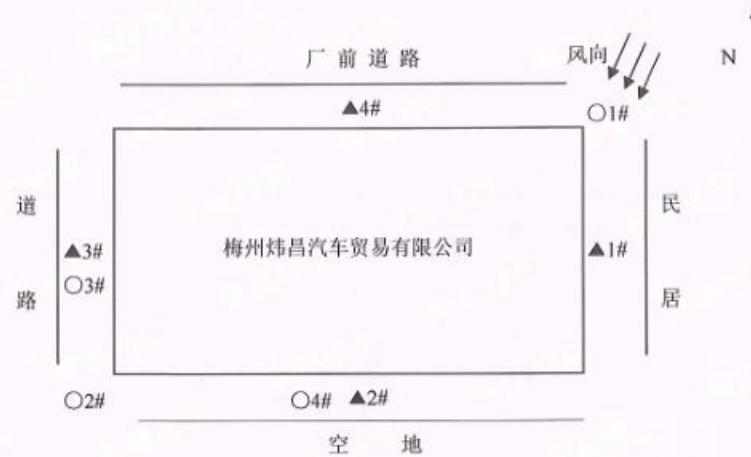 厂前道路
风向
N
▲4#
○1#
道路
民居
▲3#
○3#
梅州炜昌汽车贸易有限公司
▲1#
○2#
○4#
▲2#
空地